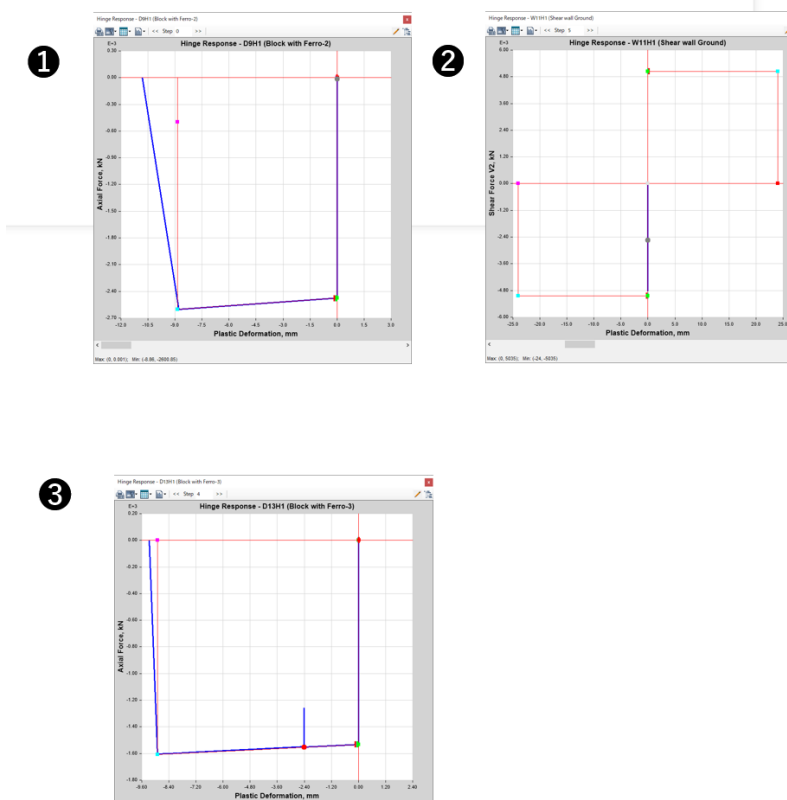 1
Hinge Response - D9H1 (Block with Ferro-2)
<< Step 0 >>
E+3
Hinge Response - D9H1 (Block with Ferro-2)
0.30
0.00
-0.30
-0.60
-0.90
-1.20
-1.50
-1.80
-2.10
-2.40
-2.70
Axial Force, kN
-12.0 -10.5 -9.0 -7.5 -6.0 -4.5 -3.0 -1.5 0.0 1.5 3.0
Plastic Deformation, mm
Max: (0, 0.001); Min: (-8.86, -2600.85)
2
Hinge Response - W11H1 (Shear wall Ground)
<< Step 5 >>
E+3
Hinge Response - W11H1 (Shear wall Ground)
6.00
4.80
3.60
2.40
1.20
0.00
-1.20
-2.40
-3.60
-4.80
-6.00
Shear Force V2, kN
-25.0 -20.0 -15.0 -10.0 -5.0 0.0 5.0 10.0 15.0 20.0 25.0
Plastic Deformation, mm
Max: (0, 5035); Min: (-24, -5035)
3
Hinge Response - D13H1 (Block with Ferro-3)
<< Step 4 >>
E+3
Hinge Response - D13H1 (Block with Ferro-3)
0.20
0.00
-0.20
-0.40
-0.60
-0.80
-1.00
-1.20
-1.40
-1.60
-1.80
Axial Force, kN
-9.60 -8.40 -7.20 -6.00 -4.80 -3.60 -2.40 -1.20 0.00 1.20 2.40
Plastic Deformation, mm